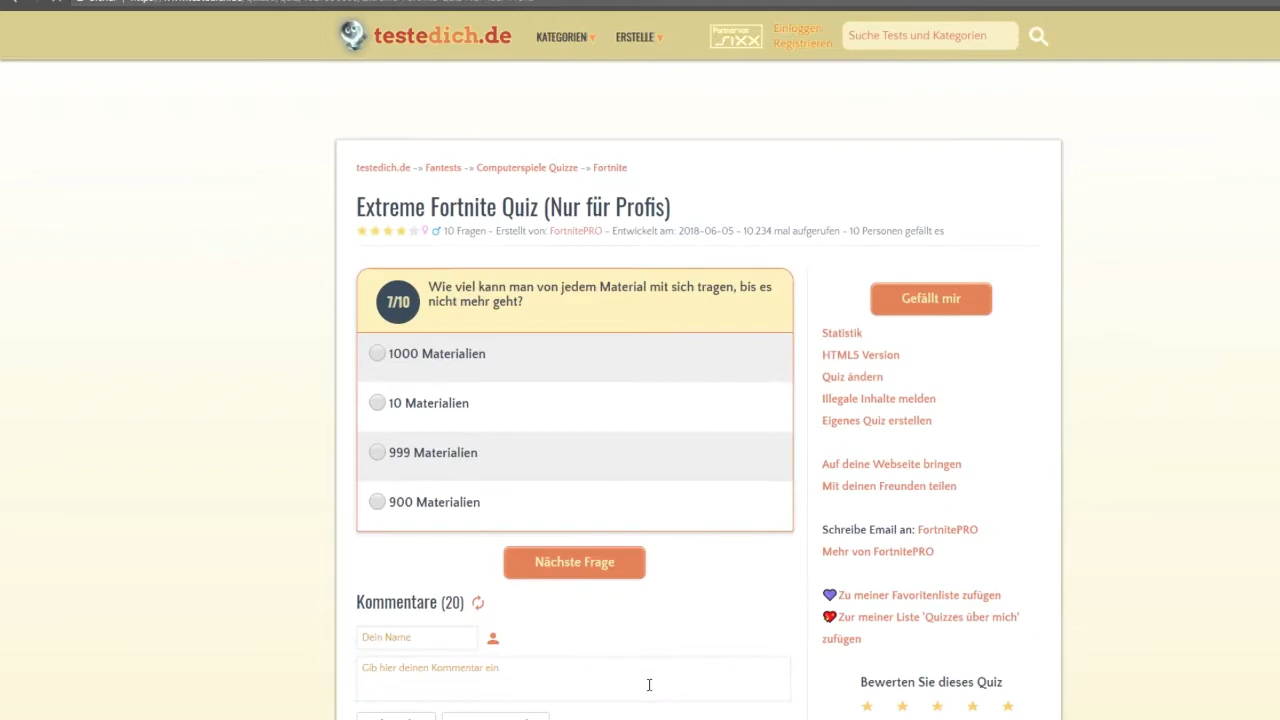 testedich.de
KATEGORIEN
ERSTELLE
Partner von
sixx
Einloggen
Registrieren
Suche Tests und Kategorien
testedich.de -» Fantests -» Computerspiele Quizze -» Fortnite
Extreme Fortnite Quiz (Nur für Profis)
10 Fragen - Erstellt von: FortnitePRO - Entwickelt am: 2018-06-05 - 10.234 mal aufgerufen - 10 Personen gefällt es
7/10
Wie viel kann man von jedem Material mit sich tragen, bis es
nicht mehr geht?
1000 Materialien
10 Materialien
999 Materialien
900 Materialien
Nächste Frage
Kommentare (20)
Dein Name
Gib hier deinen Kommentar ein.
Gefällt mir
Statistik
HTML5 Version
Quiz ändern
Illegale Inhalte melden
Eigenes Quiz erstellen
Auf deine Webseite bringen
Mit deinen Freunden teilen
Schreibe Email an: FortnitePRO
Mehr von FortnitePRO
Zu meiner Favoritenliste zufügen
Zu meiner Liste 'Quizzes über mich'
zufügen
Bewerten Sie dieses Quiz